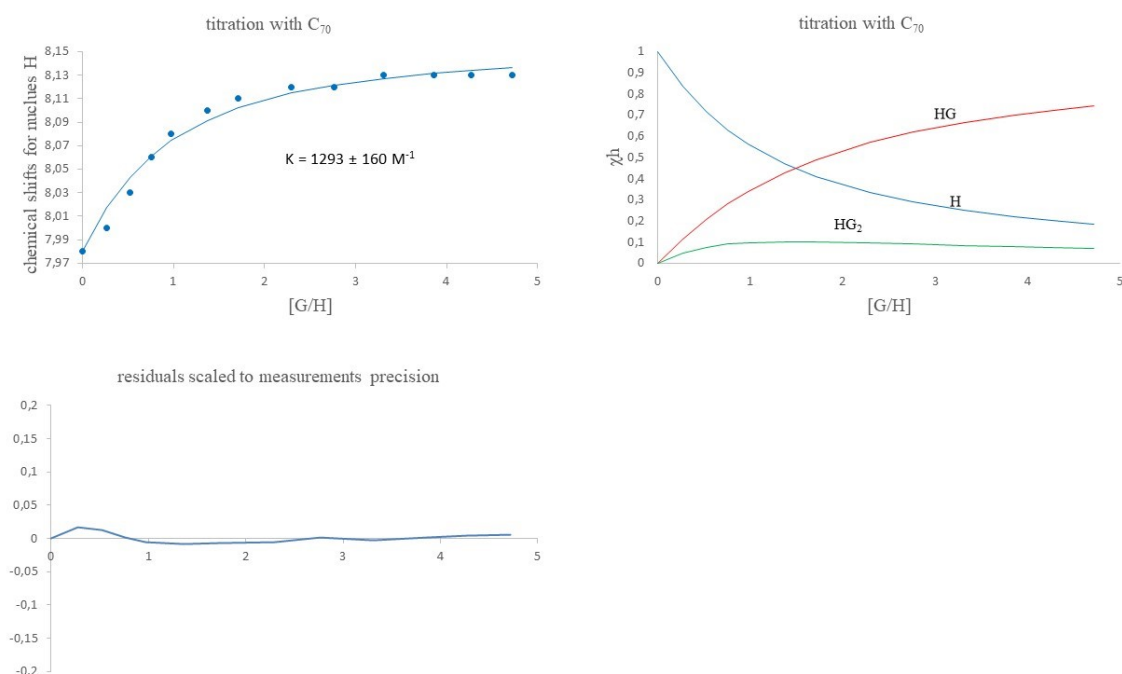 titration with C70
chemical shifts for nuclues H
8,15
8,13
8,11
8,09
8,07
8,05
8,03
8,01
7,99
7,97
K = 1293 ± 160 M-1
0 1 2 3 4 5
[G/H]
titration with C70
χh
1
0,9
0,8
0,7
0,6
0,5
0,4
0,3
0,2
0,1
0
HG
H
HG2
0 1 2 3 4 5
[G/H]
residuals scaled to measurements precision
0,2
0,15
0,1
0,05
0
-0,05
-0,1
-0,15
-0,2
0 1 2 3 4 5